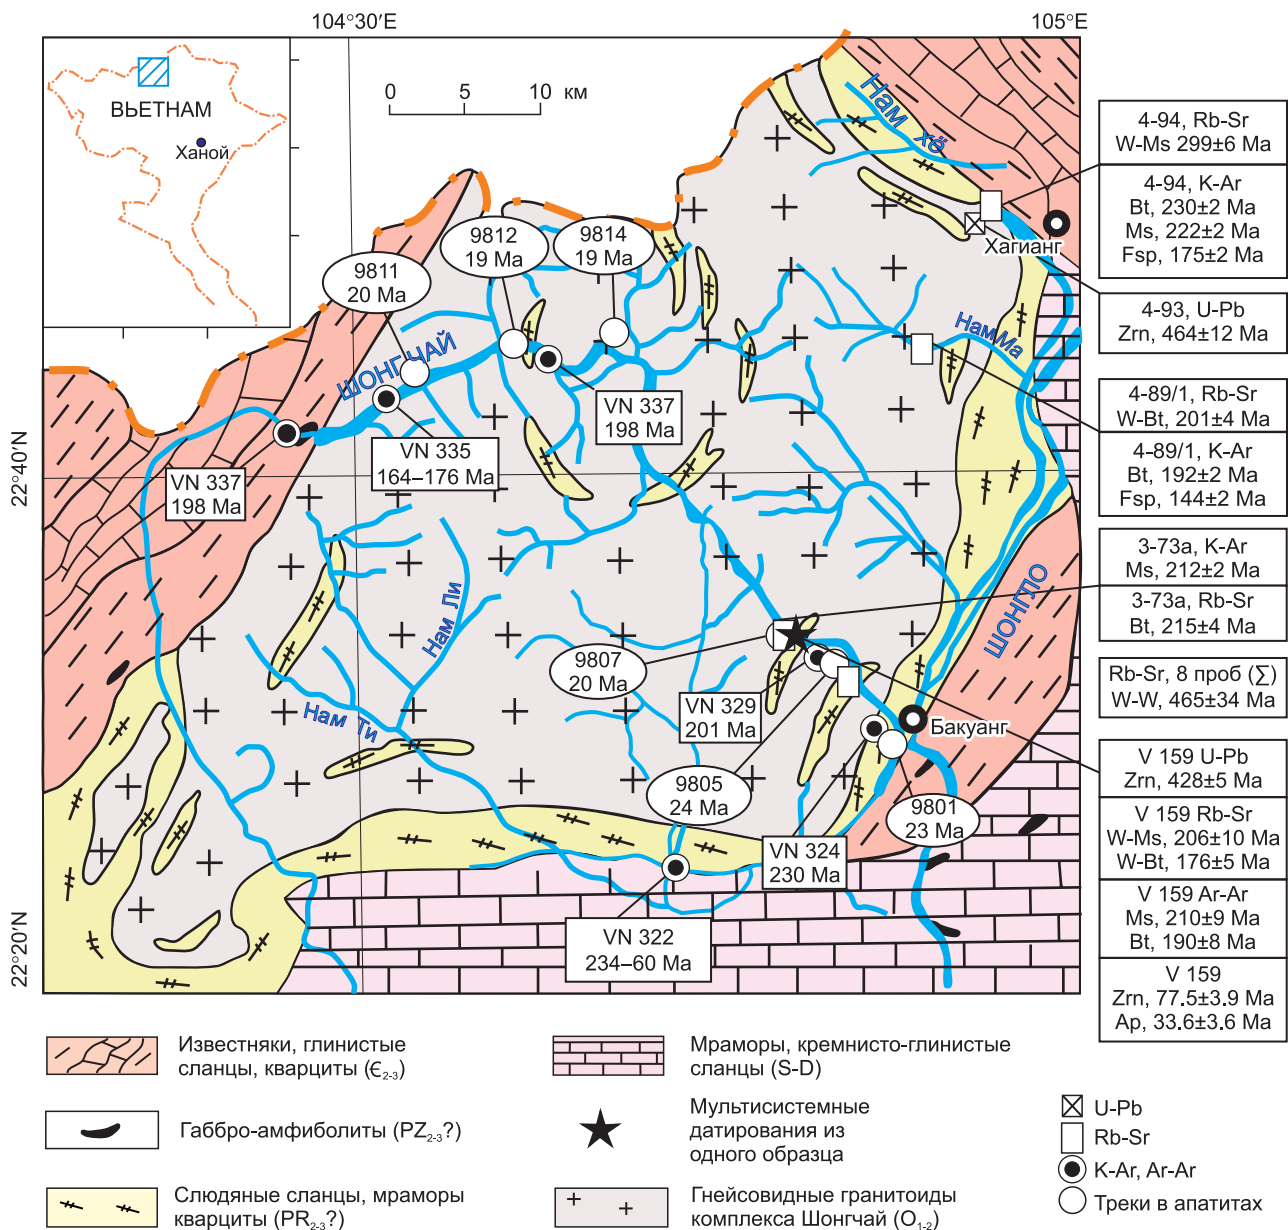 104°30′E
105°E
ВЬЕТНАМ
Ханой
0 5 10 км
22°40′N
22°20′N
Нам хё
Хагианг
9812
19 Ma
9814
19 Ma
9811
20 Ma
ШОНГЧАЙ
Нам Ма
VN 337
198 Ma
VN 335
164–176 Ma
VN 337
198 Ma
Нам Ли
Нам Ти
ШОНГЛО
9807
20 Ma
VN 329
201 Ma
Бакуанг
9805
24 Ma
9801
23 Ma
VN 324
230 Ma
VN 322
234–60 Ma
4-94, Rb-Sr
W-Ms 299±6 Ma
4-94, K-Ar
Bt, 230±2 Ma
Ms, 222±2 Ma
Fsp, 175±2 Ma
4-93, U-Pb
Zrn, 464±12 Ma
4-89/1, Rb-Sr
W-Bt, 201±4 Ma
4-89/1, K-Ar
Bt, 192±2 Ma
Fsp, 144±2 Ma
3-73a, K-Ar
Ms, 212±2 Ma
3-73a, Rb-Sr
Bt, 215±4 Ma
Rb-Sr, 8 проб (∑)
W-W, 465±34 Ma
V 159 U-Pb
Zrn, 428±5 Ma
V 159 Rb-Sr
W-Ms, 206±10 Ma
W-Bt, 176±5 Ma
V 159 Ar-Ar
Ms, 210±9 Ma
Bt, 190±8 Ma
V 159
Zrn, 77.5±3.9 Ma
Ap, 33.6±3.6 Ma
Известняки, глинистые
сланцы, кварциты (Є₂₋₃)
Габбро-амфиболиты (PZ₂₋₃?)
Слюдяные сланцы, мраморы
кварциты (PR₂₋₃?)
Мраморы, кремнисто-глинистые
сланцы (S-D)
Мультисистемные
датирования из
одного образца
Гнейсовидные гранитоиды
комплекса Шонгчай (O₁₋₂)
U-Pb
Rb-Sr
K-Ar, Ar-Ar
Треки в апатитах